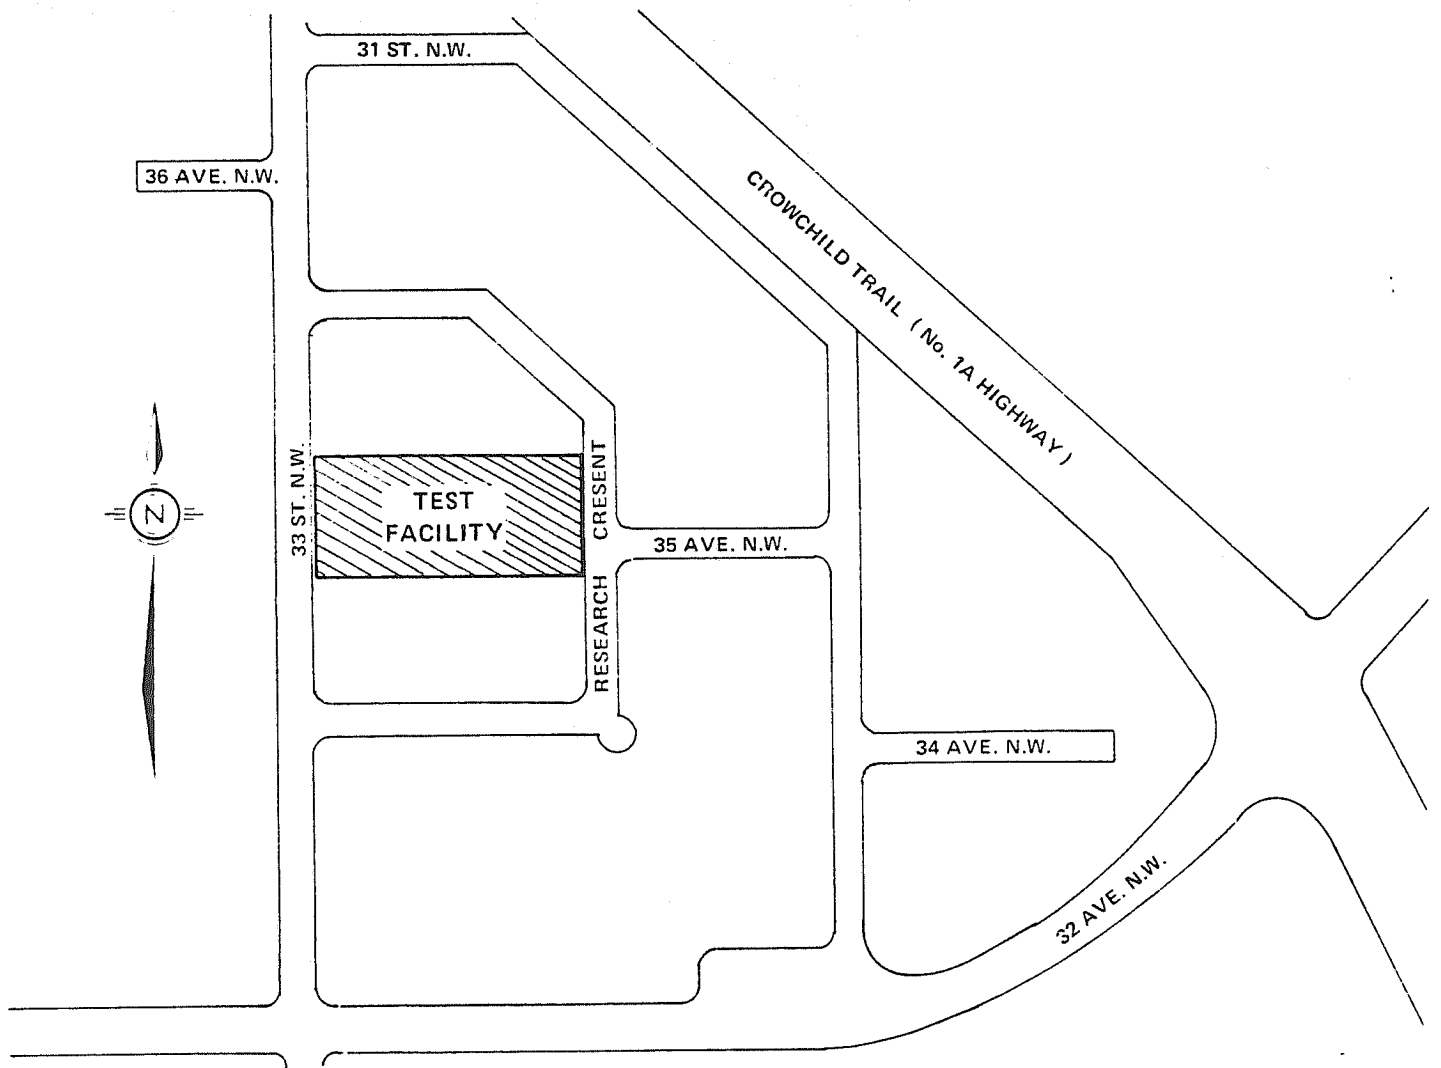 31 ST. N.W.
36 AVE. N.W.
CROWCHILD TRAIL ( No. 1A HIGHWAY )
33 ST. N.W.
TEST
FACILITY
RESEARCH CRESENT
35 AVE. N.W.
N
34 AVE. N.W.
32 AVE. N.W.